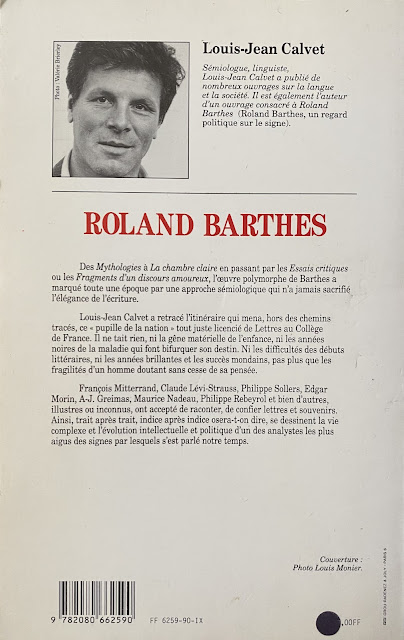 Photo : Valérie Brierley
Louis-Jean Calvet
Sémiologue, linguiste,
Louis-Jean Calvet a publié de
nombreux ouvrages sur la langue
et la société. Il est également l'auteur
d'un ouvrage consacré à Roland
Barthes (Roland Barthes, un regard
politique sur le signe).
ROLAND BARTHES
Des Mythologies à La chambre claire en passant par les Essais critiques
ou les Fragments d'un discours amoureux, l'œuvre polymorphe de Barthes a
marqué toute une époque par une approche sémiologique qui n'a jamais sacrifié
l'élégance de l'écriture.
Louis-Jean Calvet a retracé l'itinéraire qui mena, hors des chemins
tracés, ce « pupille de la nation » tout juste licencié de Lettres au Collège
de France. Il ne tait rien, ni la gêne matérielle de l'enfance, ni les années
noires de la maladie qui font bifurquer son destin. Ni les difficultés des débuts
littéraires, ni les années brillantes et les succès mondains, pas plus que les
fragilités d'un homme doutant sans cesse de sa pensée.
François Mitterrand, Claude Lévi-Strauss, Philippe Sollers, Edgar
Morin, A-J. Greimas, Maurice Nadeau, Philippe Rebeyrol et bien d'autres,
illustres ou inconnus, ont accepté de raconter, de confier lettres et souvenirs.
Ainsi, trait après trait, indice après indice osera-t-on dire, se dessinent la vie
complexe et l'évolution intellectuelle et politique d'un des analystes les plus
aigus des signes par lesquels s'est parlé notre temps.
Couverture :
Photo Louis Monier.
9 782080 662590
FF 6259-90-IX
,00FF